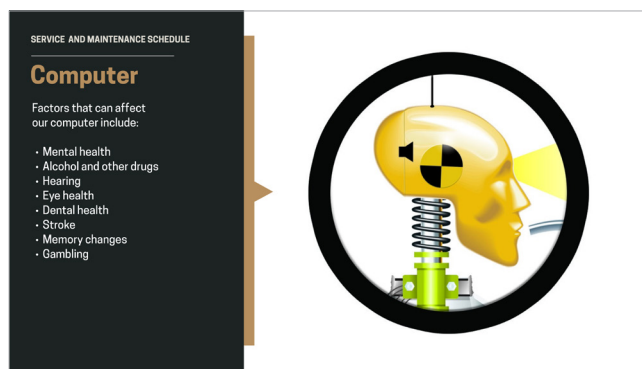 SERVICE AND MAINTENANCE SCHEDULE
Computer
Factors that can affect
our computer include:
• Mental health
• Alcohol and other drugs
• Hearing
• Eye health
• Dental health
• Stroke
• Memory changes
• Gambling